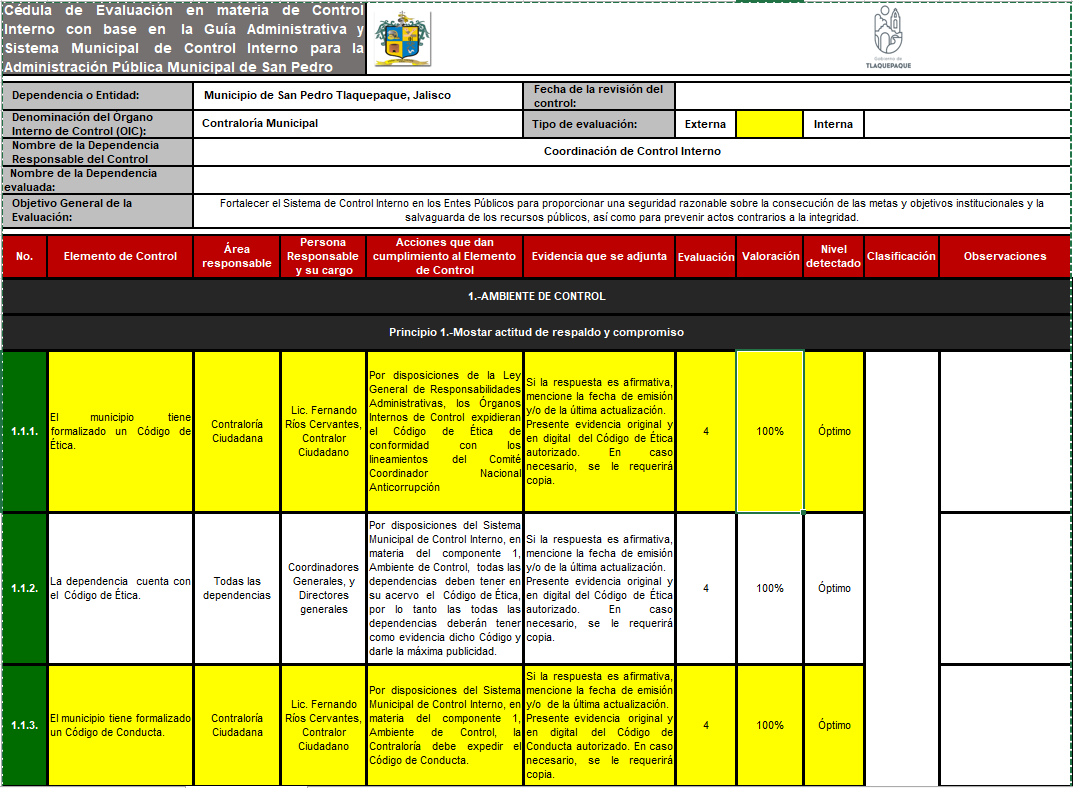 Cédula de Evaluación en materia de Control
Interno con base en la Guía Administrativa y
Sistema Municipal de Control Interno para la
Administración Pública Municipal de San Pedro
Gobierno de
TLAQUEPAQUE
Dependencia o Entidad:
Municipio de San Pedro Tlaquepaque, Jalisco
Fecha de la revisión del
control:
Denominación del Órgano
Interno de Control (OIC):
Contraloría Municipal
Tipo de evaluación:
Externa
Interna
Nombre de la Dependencia
Responsable del Control
Coordinación de Control Interno
Nombre de la Dependencia
evaluada:
Objetivo General de la
Evaluación:
Fortalecer el Sistema de Control Interno en los Entes Públicos para proporcionar una seguridad razonable sobre la consecución de las metas y objetivos institucionales y la
salvaguarda de los recursos públicos, así como para prevenir actos contrarios a la integridad.
No.
Elemento de Control
Área
responsable
Persona
Responsable
y su cargo
Acciones que dan
cumplimiento al Elemento
de Control
Evidencia que se adjunta
Evaluación
Valoración
Nivel
detectado
Clasificación
Observaciones
1.-AMBIENTE DE CONTROL
Principio 1.-Mostar actitud de respaldo y compromiso
1.1.1.
El municipio tiene
formalizado un Código de
Ética.
Contraloría
Ciudadana
Lic. Fernando
Ríos Cervantes,
Contralor
Ciudadano
Por disposiciones de la Ley
General de Responsabilidades
Administrativas, los Órganos
Internos de Control expidieran
el Código de Ética de
conformidad con los
lineamientos del Comité
Coordinador Nacional
Anticorrupción
Si la respuesta es afirmativa,
mencione la fecha de emisión
y/o de la última actualización.
Presente evidencia original y
en digital del Código de Ética
autorizado. En caso
necesario, se le requerirá
copia.
4
100%
Óptimo
1.1.2.
La dependencia cuenta con
el Código de Ética.
Todas las
dependencias
Coordinadores
Generales, y
Directores
generales
Por disposiciones del Sistema
Municipal de Control Interno, en
materia del componente 1,
Ambiente de Control, todas las
dependencias deben tener en
su acervo el Código de Ética,
por lo tanto las todas las
dependencias deberán tener
como evidencia dicho Código y
darle la máxima publicidad.
Si la respuesta es afirmativa,
mencione la fecha de emisión
y/o de la última actualización.
Presente evidencia original y
en digital del Código de Ética
autorizado. En caso
necesario, se le requerirá
copia.
4
100%
Óptimo
1.1.3.
El municipio tiene formalizado
un Código de Conducta.
Contraloría
Ciudadana
Lic. Fernando
Ríos Cervantes,
Contralor
Ciudadano
Por disposiciones del Sistema
Municipal de Control Interno, en
materia del componente 1,
Ambiente de Control, la
Contraloría debe expedir el
Código de Conducta.
Si la respuesta es afirmativa,
mencione la fecha de emisión
y/o de la última actualización.
Presente evidencia original y
en digital del Código de
Conducta autorizado. En caso
necesario, se le requerirá
copia.
4
100%
Óptimo